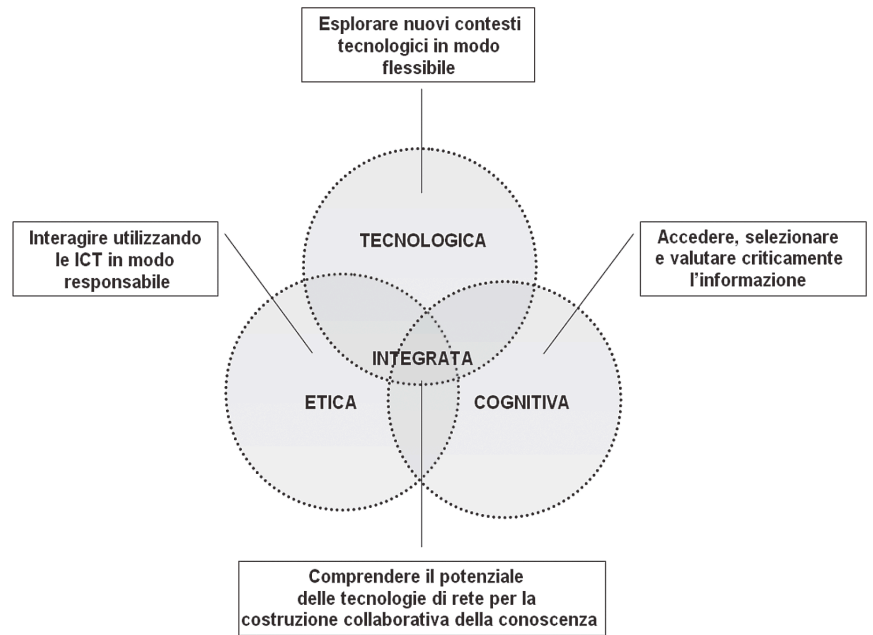 Esplorare nuovi contesti
tecnologici in modo
flessibile
Interagire utilizzando
le ICT in modo
responsabile
TECNOLOGICA
Accedere, selezionare
e valutare criticamente
l'informazione
INTEGRATA
ETICA
COGNITIVA
Comprendere il potenziale
delle tecnologie di rete per la
costruzione collaborativa della conoscenza